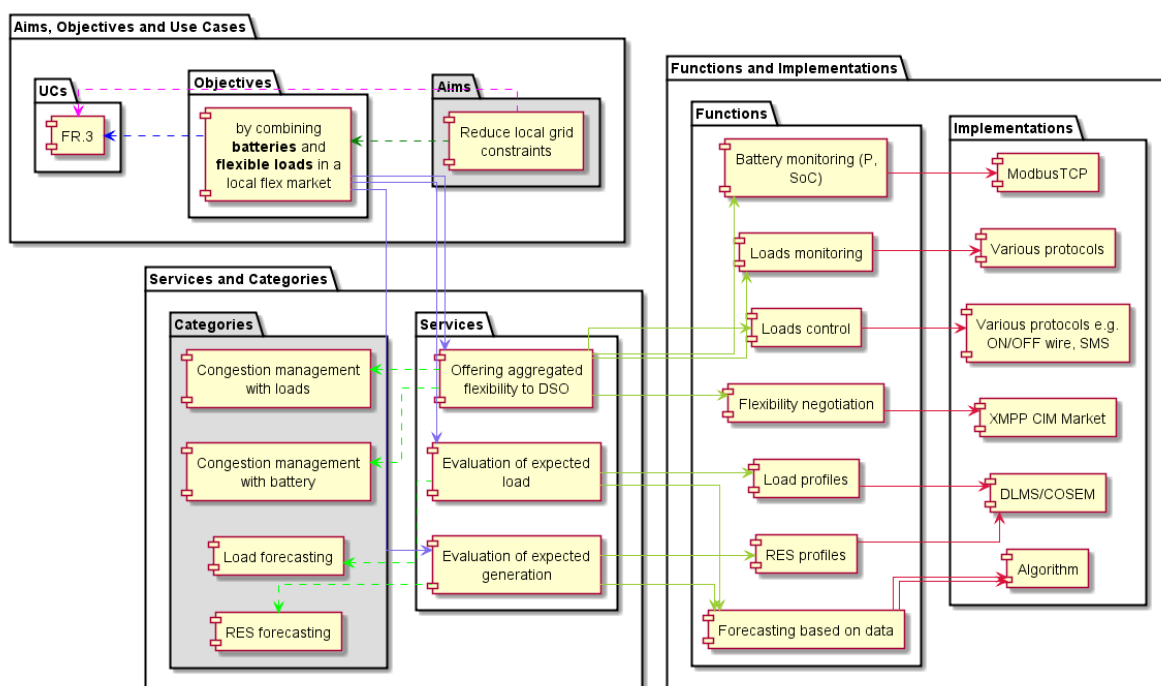 Aims, Objectives and Use Cases
UCs
FR.3
Objectives
by combining
batteries and
flexible loads in a
local flex market
Aims
Reduce local grid
constraints
Services and Categories
Categories
Congestion management
with loads
Congestion management
with battery
Load forecasting
RES forecasting
Services
Offering aggregated
flexibility to DSO
Evaluation of expected
load
Evaluation of expected
generation
Functions and Implementations
Functions
Battery monitoring (P,
SoC)
Loads monitoring
Loads control
Flexibility negotiation
Load profiles
RES profiles
Forecasting based on data
Implementations
ModbusTCP
Various protocols
Various protocols e.g.
ON/OFF wire, SMS
XMPP CIM Market
DLMS/COSEM
Algorithm